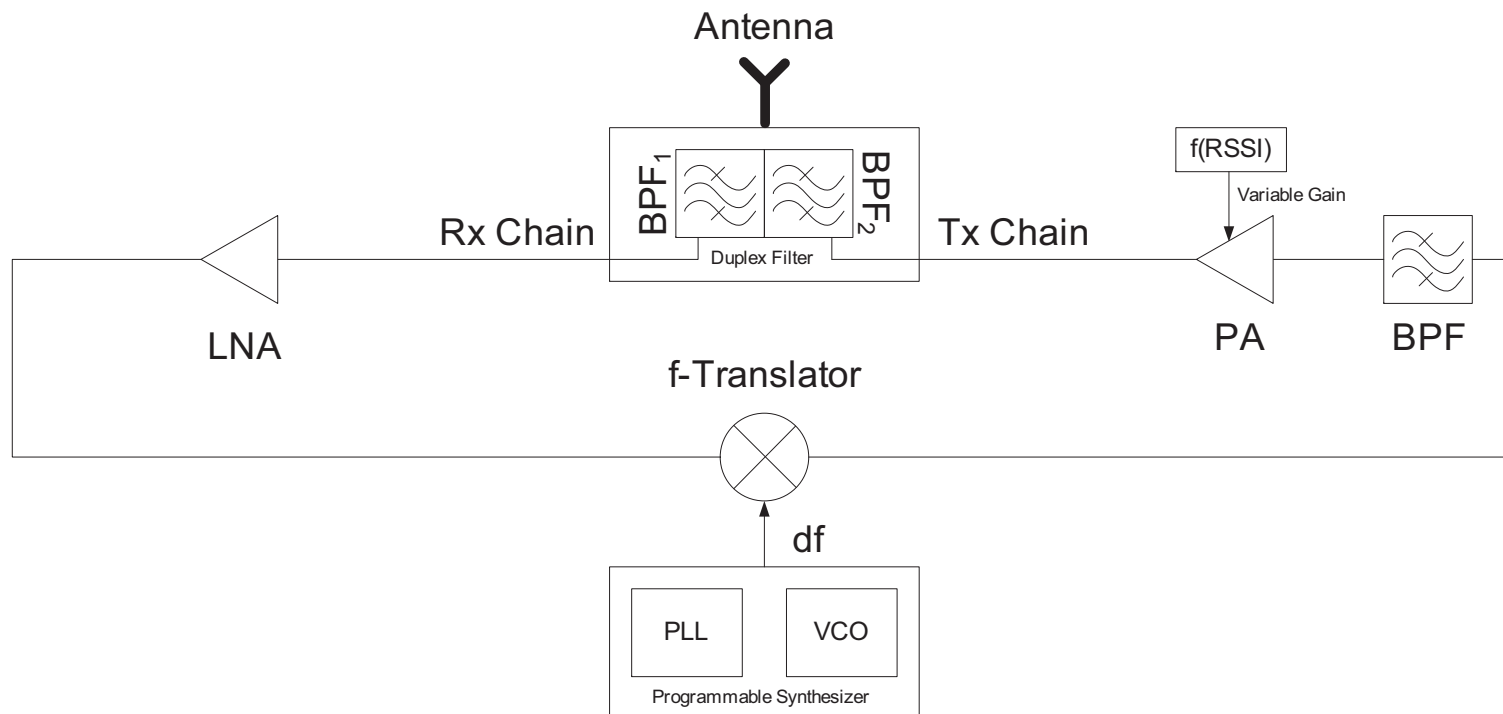 Antenna
f(RSSI)
Variable Gain
BPF1
BPF2
Rx Chain
Duplex Filter
Tx Chain
LNA
PA
BPF
f-Translator
df
PLL
VCO
Programmable Synthesizer